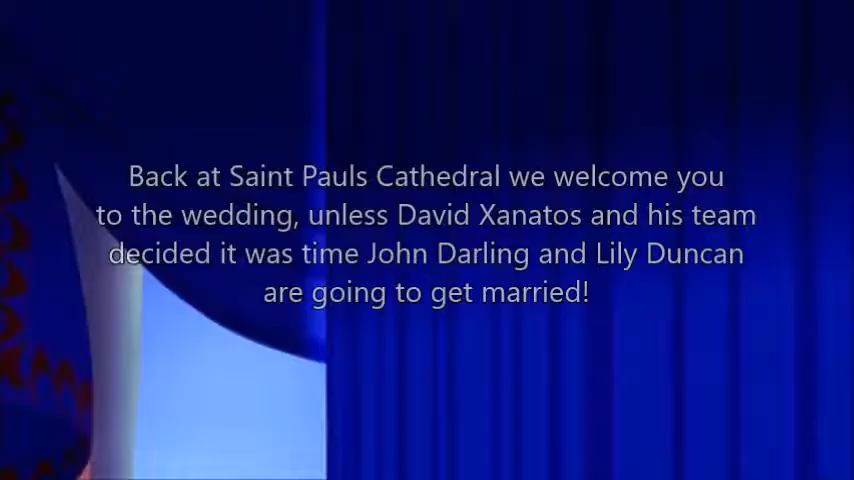 Back at Saint Pauls Cathedral we welcome you
to the wedding, unless David Xanatos and his team
decided it was time John Darling and Lily Duncan
are going to get married!